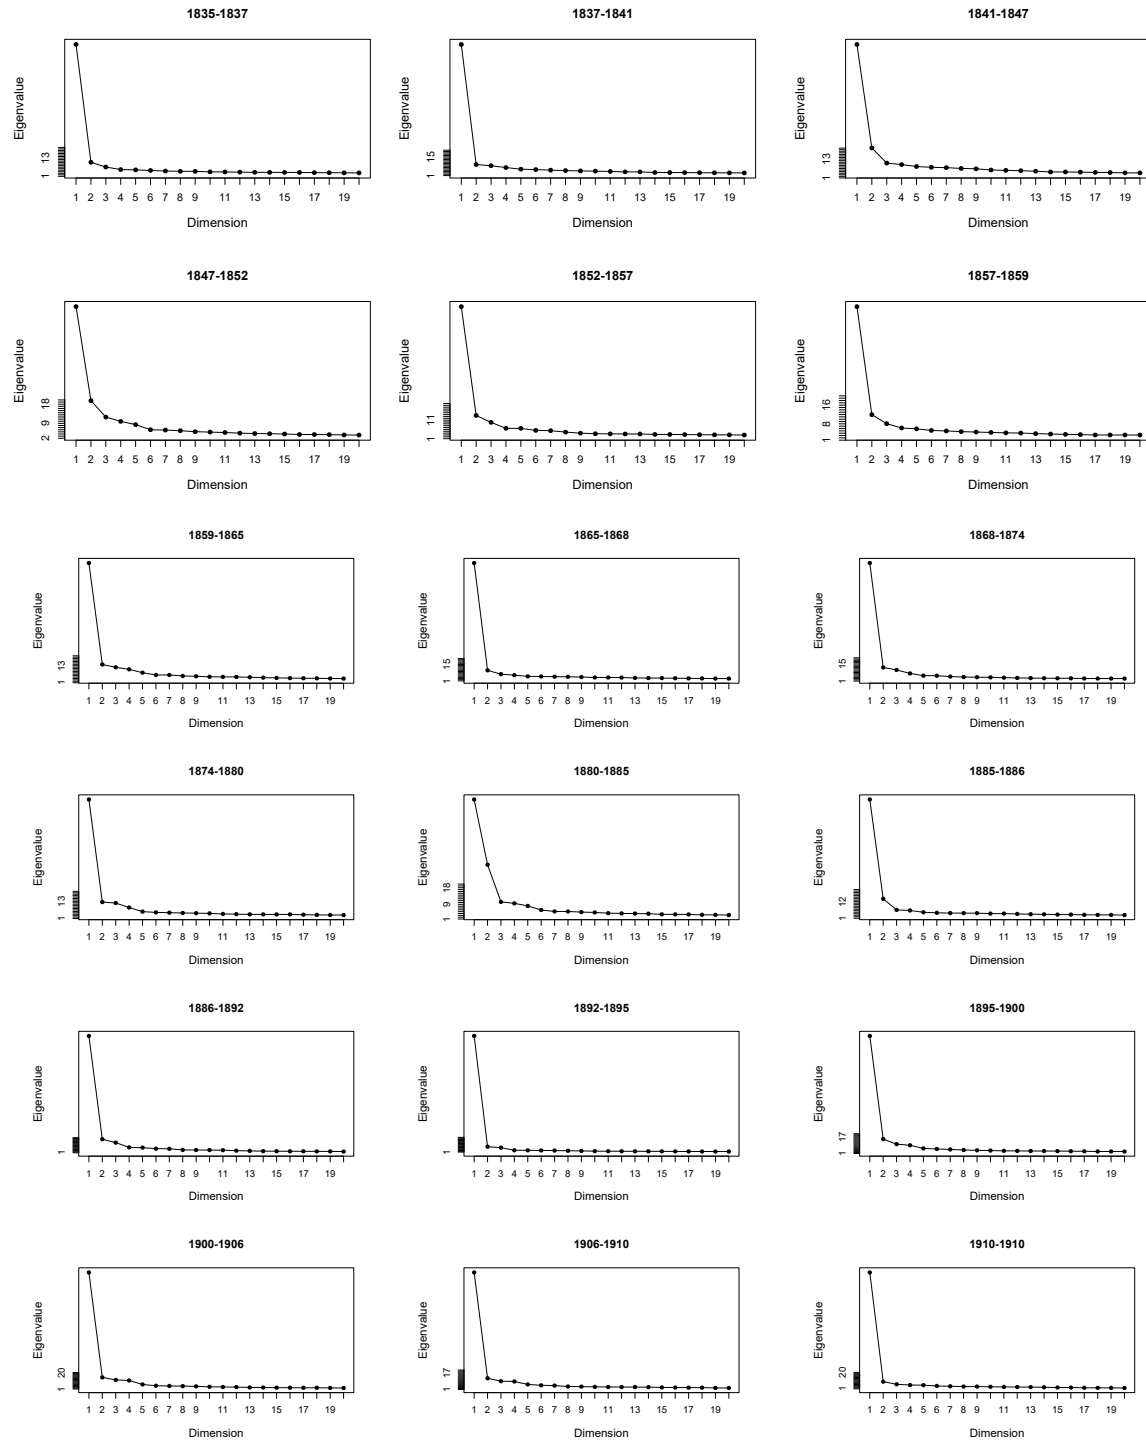 1835-1837
Eigenvalue
1 13
1 2 3 4 5 6 7 8 9 11 13 15 17 19
Dimension
1837-1841
Eigenvalue
1 15
1 2 3 4 5 6 7 8 9 11 13 15 17 19
Dimension
1841-1847
Eigenvalue
1 13
1 2 3 4 5 6 7 8 9 11 13 15 17 19
Dimension
1847-1852
Eigenvalue
2 9 18
1 2 3 4 5 6 7 8 9 11 13 15 17 19
Dimension
1852-1857
Eigenvalue
1 11
1 2 3 4 5 6 7 8 9 11 13 15 17 19
Dimension
1857-1859
Eigenvalue
1 8 16
1 2 3 4 5 6 7 8 9 11 13 15 17 19
Dimension
1859-1865
Eigenvalue
1 13
1 2 3 4 5 6 7 8 9 11 13 15 17 19
Dimension
1865-1868
Eigenvalue
1 15
1 2 3 4 5 6 7 8 9 11 13 15 17 19
Dimension
1868-1874
Eigenvalue
1 15
1 2 3 4 5 6 7 8 9 11 13 15 17 19
Dimension
1874-1880
Eigenvalue
1 13
1 2 3 4 5 6 7 8 9 11 13 15 17 19
Dimension
1880-1885
Eigenvalue
1 9 18
1 2 3 4 5 6 7 8 9 11 13 15 17 19
Dimension
1885-1886
Eigenvalue
1 12
1 2 3 4 5 6 7 8 9 11 13 15 17 19
Dimension
1886-1892
Eigenvalue
1
1 2 3 4 5 6 7 8 9 11 13 15 17 19
Dimension
1892-1895
Eigenvalue
1
1 2 3 4 5 6 7 8 9 11 13 15 17 19
Dimension
1895-1900
Eigenvalue
1 17
1 2 3 4 5 6 7 8 9 11 13 15 17 19
Dimension
1900-1906
Eigenvalue
1 20
1 2 3 4 5 6 7 8 9 11 13 15 17 19
Dimension
1906-1910
Eigenvalue
1 17
1 2 3 4 5 6 7 8 9 11 13 15 17 19
Dimension
1910-1910
Eigenvalue
1 20
1 2 3 4 5 6 7 8 9 11 13 15 17 19
Dimension